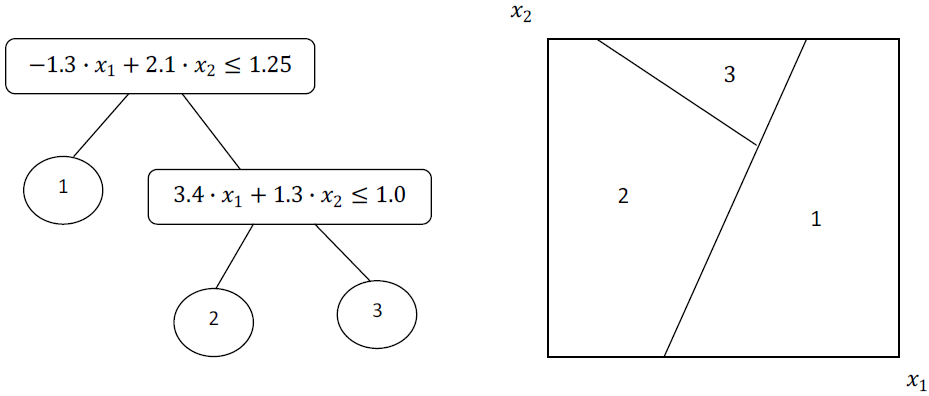 −1.3 · x₁ + 2.1 · x₂ ≤ 1.25
1
3.4 · x₁ + 1.3 · x₂ ≤ 1.0
2
3
x₂
3
2
1
x₁